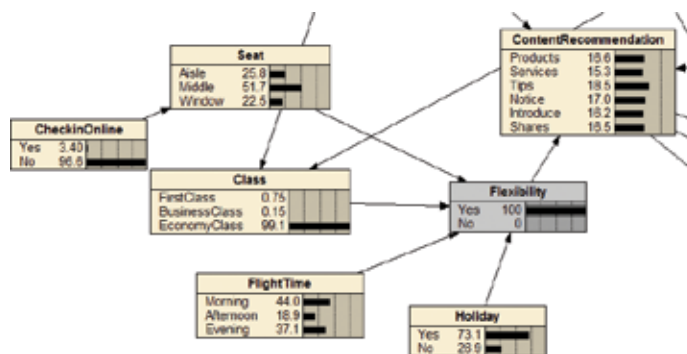 ContentRecommendation
Products 16.6
Services 15.3
Tips 18.5
Notice 17.0
Introduce 16.2
Shares 16.5
Seat
Aisle 25.8
Middle 51.7
Window 22.5
CheckinOnline
Yes 3.40
No 96.6
Class
FirstClass 0.75
BusinessClass 0.15
EconomyClass 99.1
Flexibility
Yes 100
No 0
FlightTime
Morning 44.0
Afternoon 18.9
Evening 37.1
Holiday
Yes 73.1
No 26.9